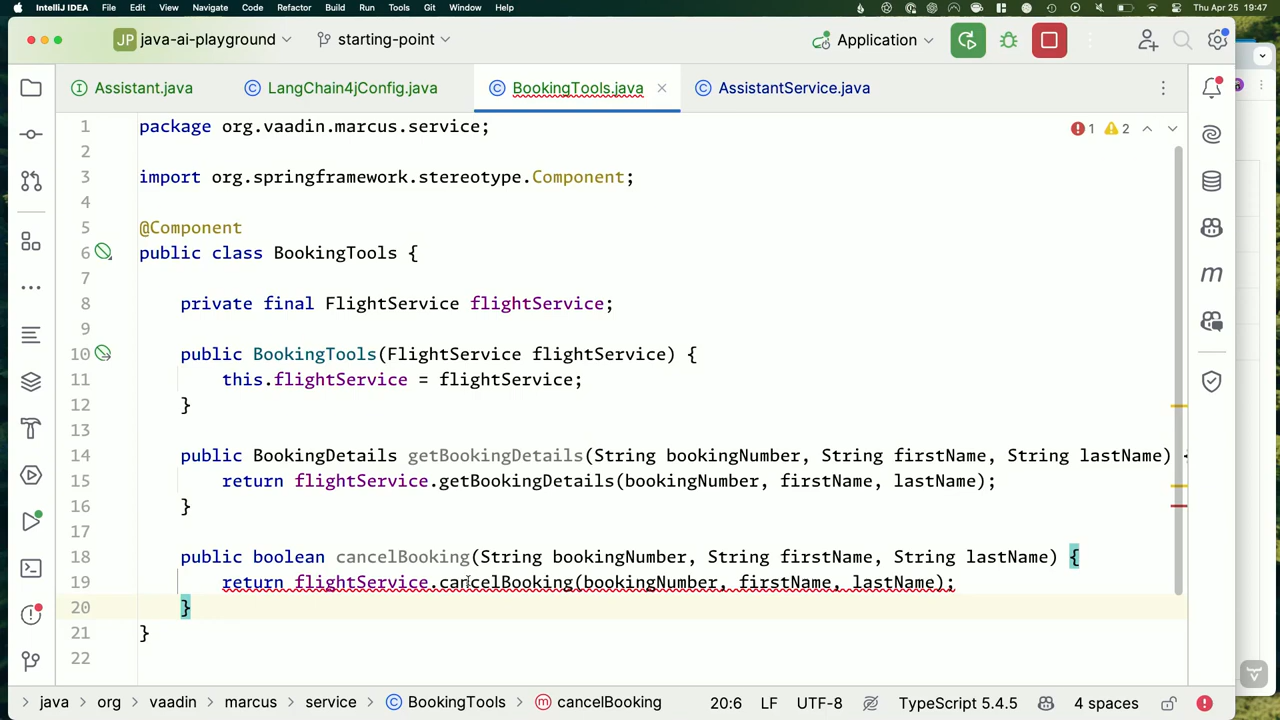 IntelliJ IDEA File Edit View Navigate Code Refactor Build Run Tools Git Window Help Thu Apr 25 19:47
JP java-ai-playground starting-point Application
Assistant.java LangChain4jConfig.java BookingTools.java AssistantService.java
1 package org.vaadin.marcus.service; 1 2
2
3 import org.springframework.stereotype.Component;
4
5 @Component
6 public class BookingTools {
7
8 private final FlightService flightService;
9
10 public BookingTools(FlightService flightService) {
11 this.flightService = flightService;
12 }
13
14 public BookingDetails getBookingDetails(String bookingNumber, String firstName, String lastName) {
15 return flightService.getBookingDetails(bookingNumber, firstName, lastName);
16 }
17
18 public boolean cancelBooking(String bookingNumber, String firstName, String lastName) {
19 return flightService.cancelBooking(bookingNumber, firstName, lastName);
20 }
21 }
22
java org vaadin marcus service BookingTools cancelBooking 20:6 LF UTF-8 TypeScript 5.4.5 4 spaces